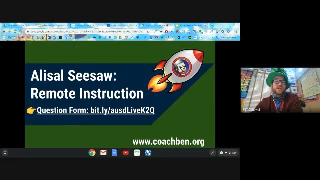 Alisal Seesaw:
Remote Instruction
👉Question Form: bit.ly/ausdLiveK2Q
www.coachben.org